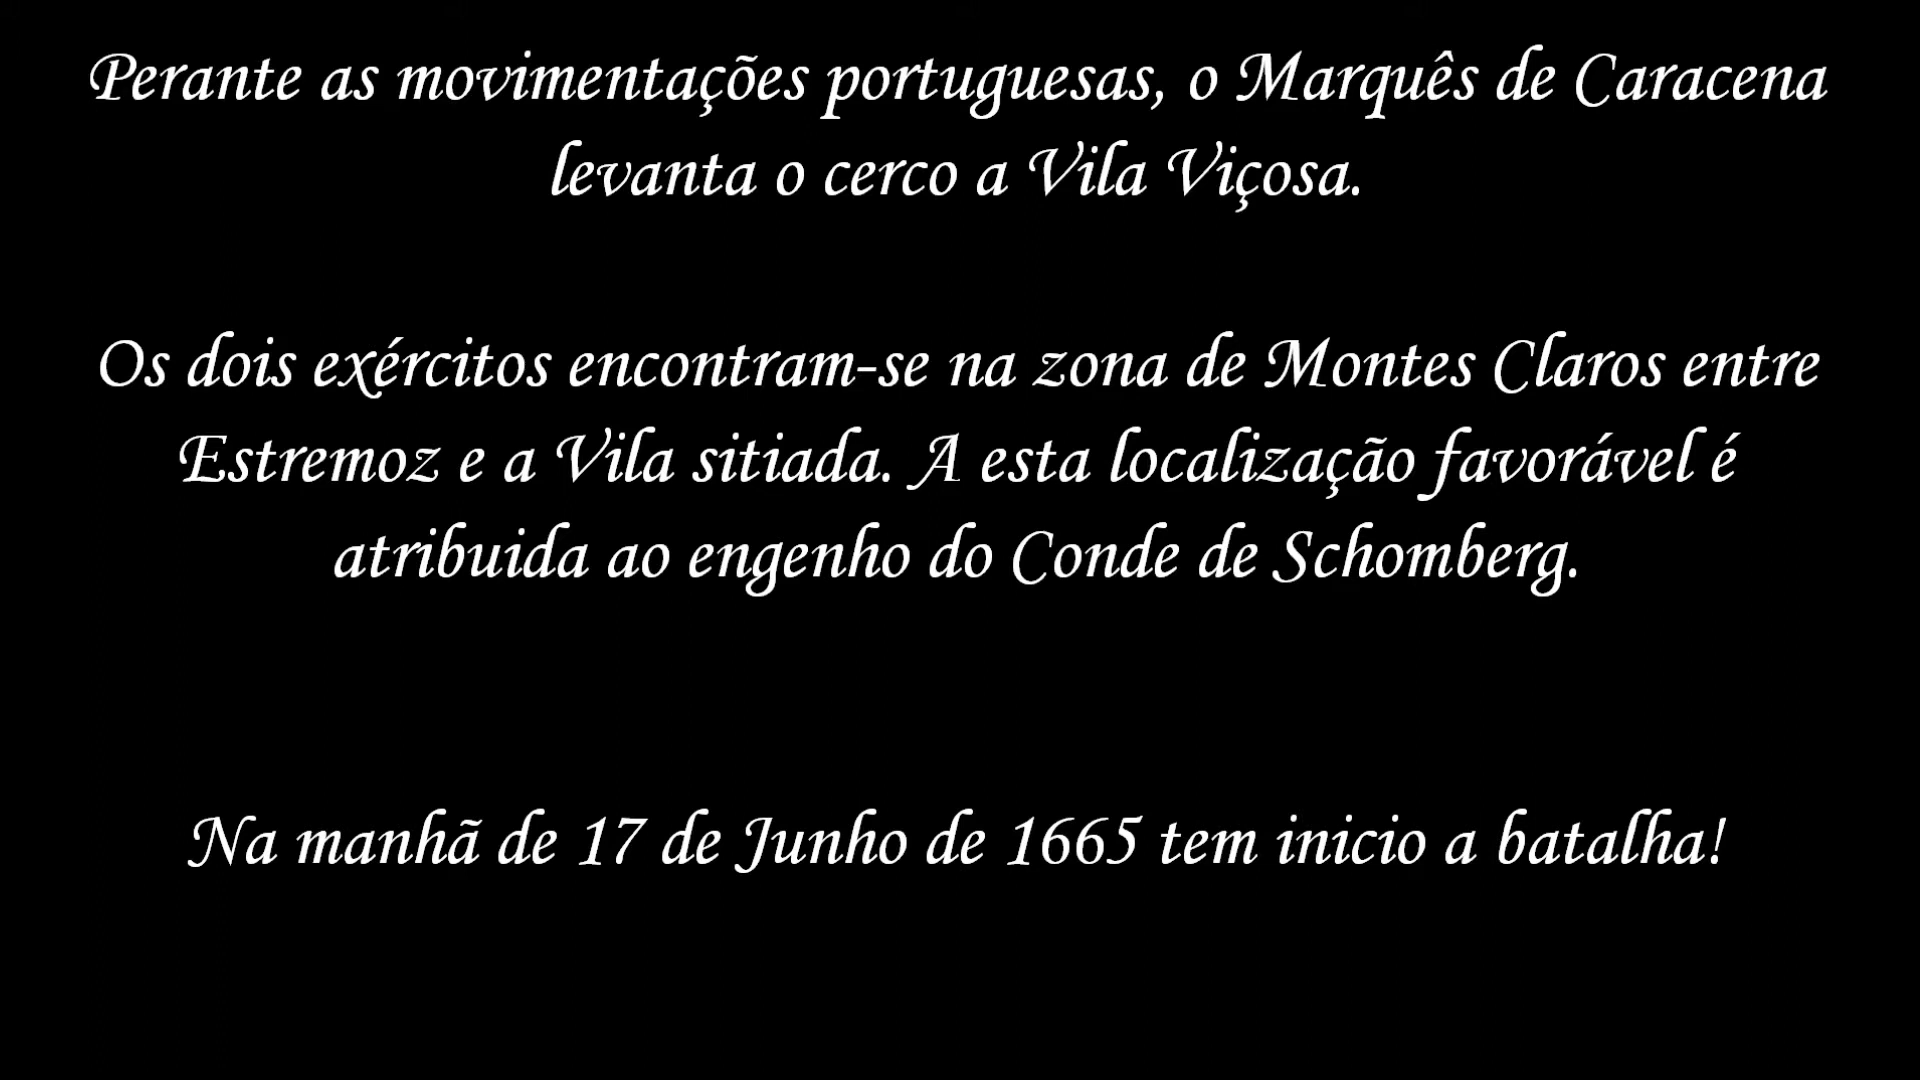 Perante as movimentações portuguesas, o Marquês de Caracena
levanta o cerco a Vila Viçosa.
Os dois exércitos encontram-se na zona de Montes Claros entre
Estremoz e a Vila sitiada. A esta localização favorável é
atribuida ao engenho do Conde de Schomberg.
Na manhã de 17 de Junho de 1665 tem inicio a batalha!